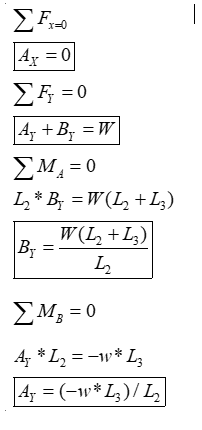 ∑F_{x=0}
A_X = 0
∑F_Y = 0
A_Y + B_Y = W
∑M_A = 0
L_2 * B_Y = W(L_2 + L_3)
B_Y = W(L_2 + L_3) / L_2
∑M_B = 0
A_Y * L_2 = -w * L_3
A_Y = (-w * L_3) / L_2